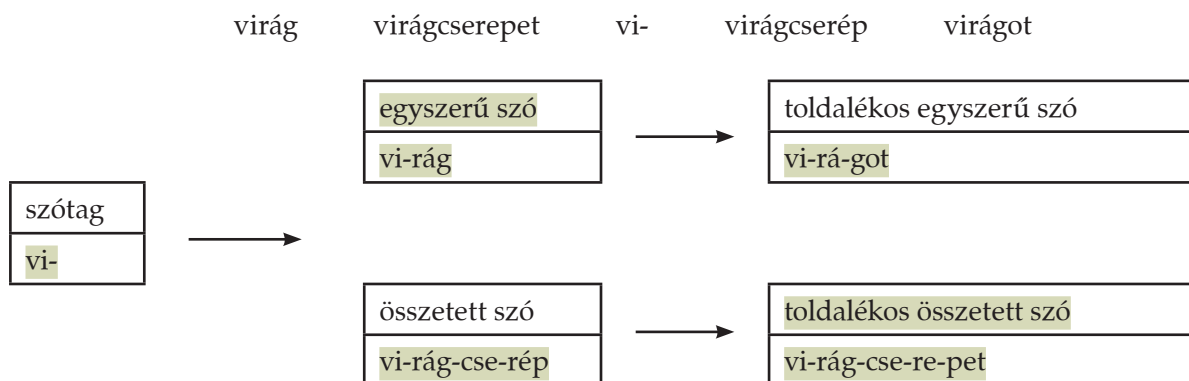 virág virágcserepet vi- virágcserép virágot
egyszerű szó
vi-rág
toldalékos egyszerű szó
vi-rá-got
szótag
vi-
összetett szó
vi-rág-cse-rép
toldalékos összetett szó
vi-rág-cse-re-pet